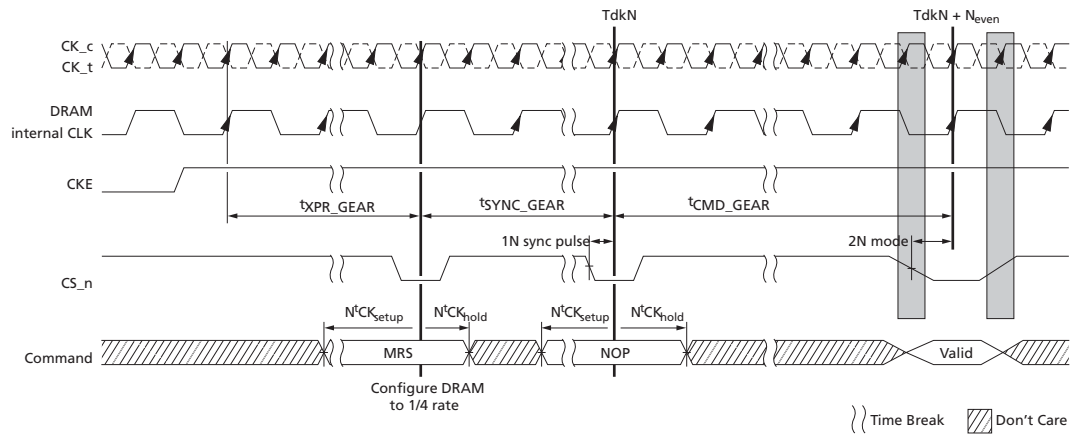 TdkN
TdkN + Neven
CK_c
CK_t
DRAM
internal CLK
CKE
tXPR_GEAR
tSYNC_GEAR
tCMD_GEAR
1N sync pulse
2N mode
CS_n
NtCKsetup
NtCKhold
NtCKsetup
NtCKhold
Command
MRS
NOP
Valid
Configure DRAM
to 1/4 rate
Time Break
Don't Care